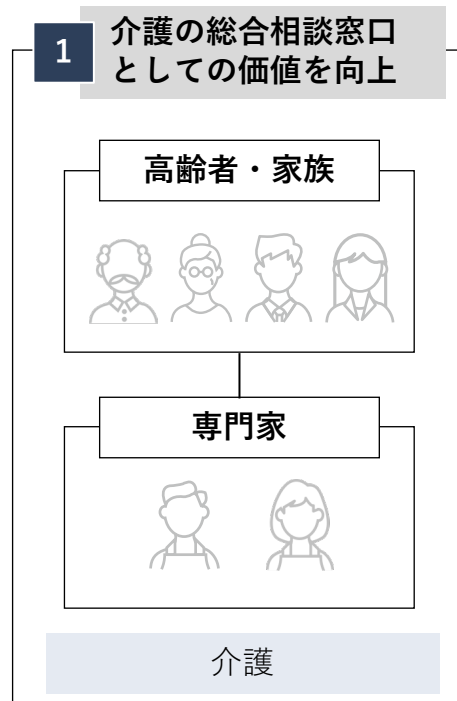 1
介護の総合相談窓口
としての価値を向上
高齢者・家族
専門家
介護